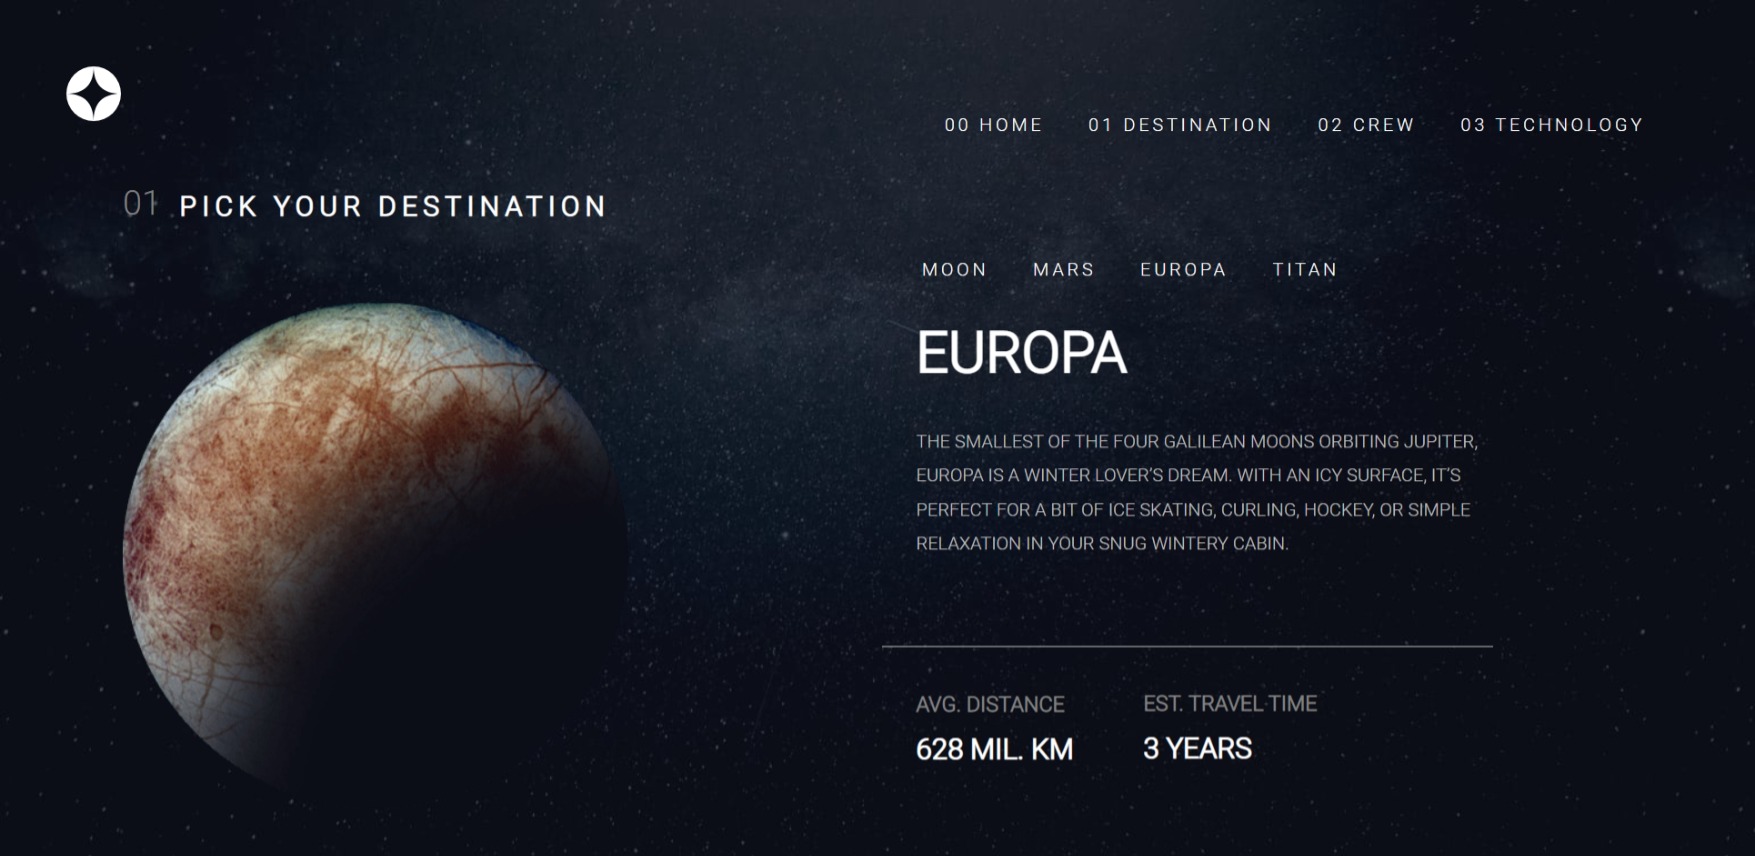 00 HOME 01 DESTINATION 02 CREW 03 TECHNOLOGY
01 PICK YOUR DESTINATION
MOON MARS EUROPA TITAN
EUROPA
THE SMALLEST OF THE FOUR GALILEAN MOONS ORBITING JUPITER,
EUROPA IS A WINTER LOVER’S DREAM. WITH AN ICY SURFACE, IT’S
PERFECT FOR A BIT OF ICE SKATING, CURLING, HOCKEY, OR SIMPLE
RELAXATION IN YOUR SNUG WINTERY CABIN.
AVG. DISTANCE
628 MIL. KM
EST. TRAVEL TIME
3 YEARS